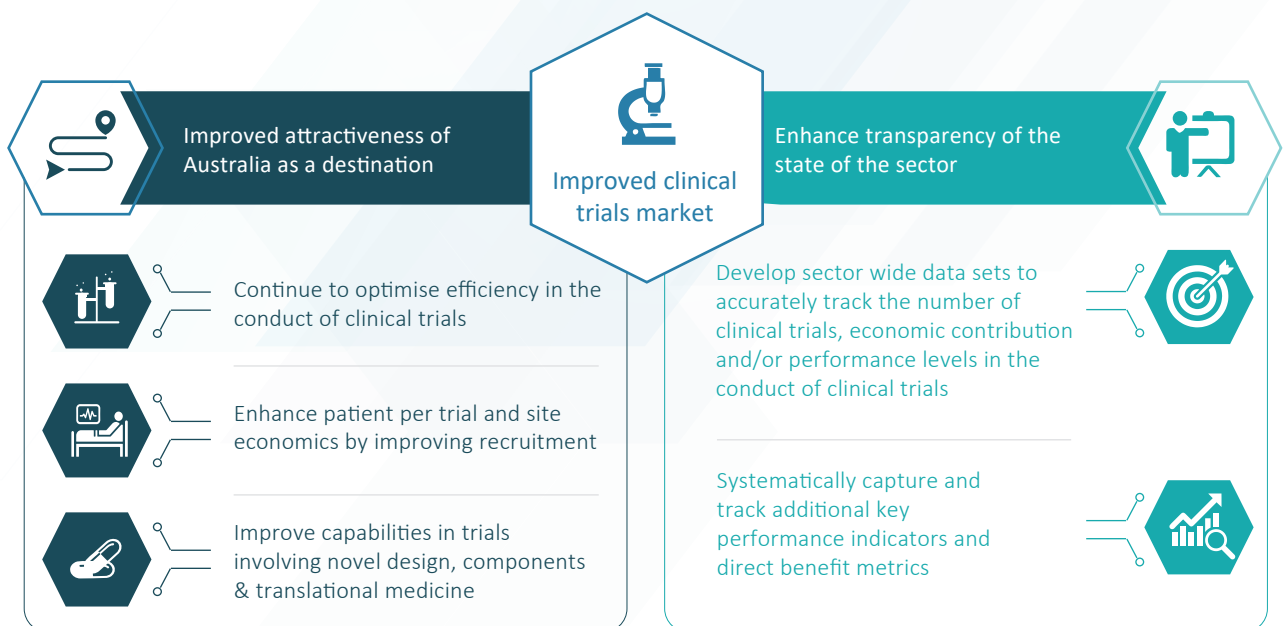 Improved clinical
trials market
Improved attractiveness of
Australia as a destination
Continue to optimise efficiency in the
conduct of clinical trials
Enhance patient per trial and site
economics by improving recruitment
Improve capabilities in trials
involving novel design, components
& translational medicine
Enhance transparency of the
state of the sector
Develop sector wide data sets to
accurately track the number of
clinical trials, economic contribution
and/or performance levels in the
conduct of clinical trials
Systematically capture and
track additional key
performance indicators and
direct benefit metrics